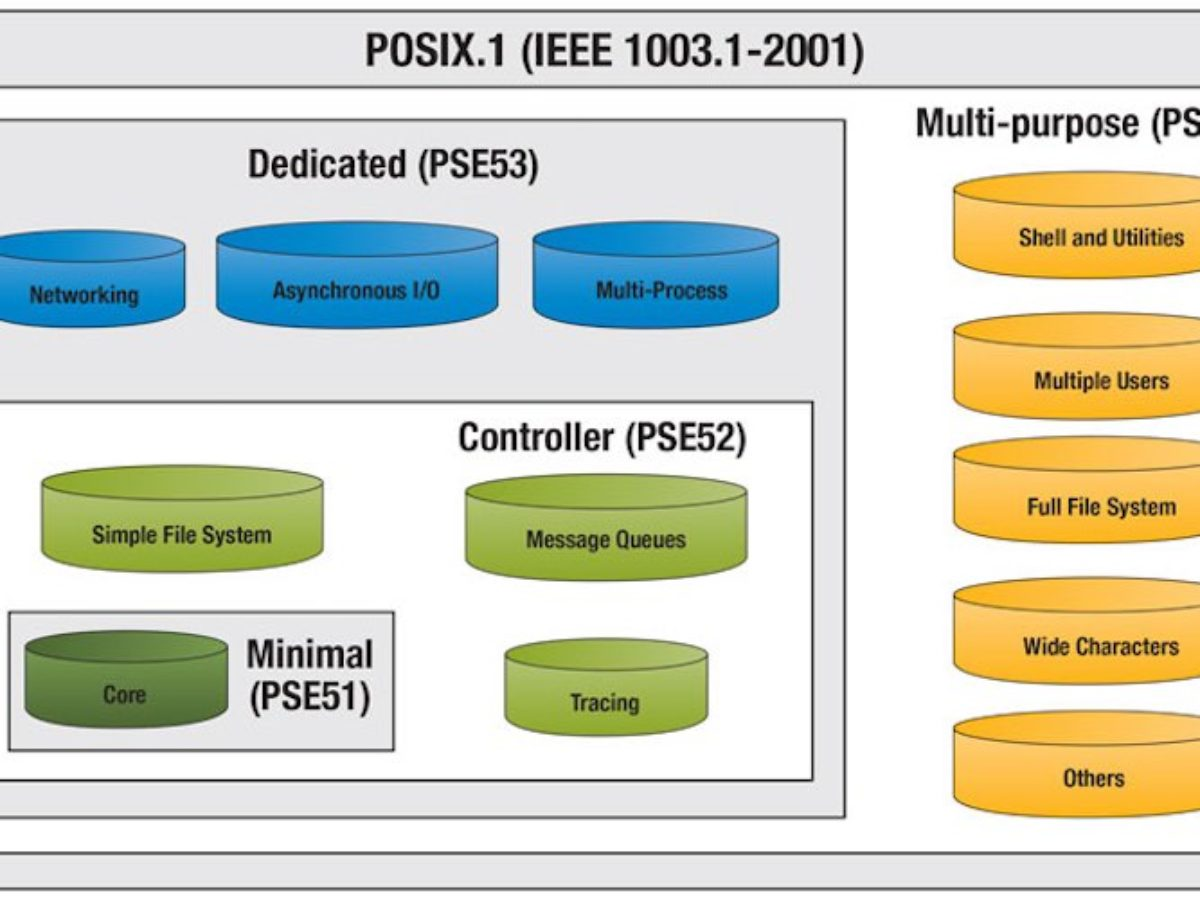 POSIX.1 (IEEE 1003.1-2001)
Dedicated (PSE53)
Networking
Asynchronous I/O
Multi-Process
Controller (PSE52)
Simple File System
Message Queues
Minimal
(PSE51)
Core
Tracing
Multi-purpose (PS
Shell and Utilities
Multiple Users
Full File System
Wide Characters
Others